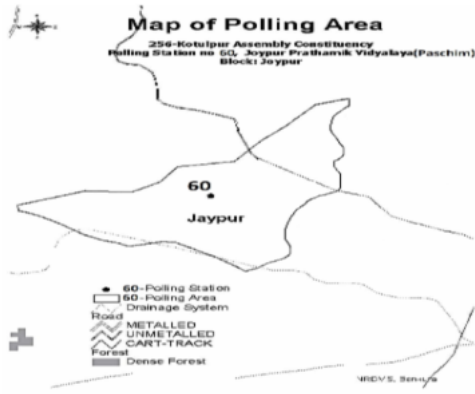 Map of Polling Area
256-Kotulpur Assembly Constituency
Polling Station no 60, Joypur Prathamik Vidyalaya(Paschim)
Block: Joypur
60
Jaypur
60-Polling Station
60-Polling Area
Drainage System
Road
METALLED
UNMETALLED
CART-TRACK
Forest
Dense Forest